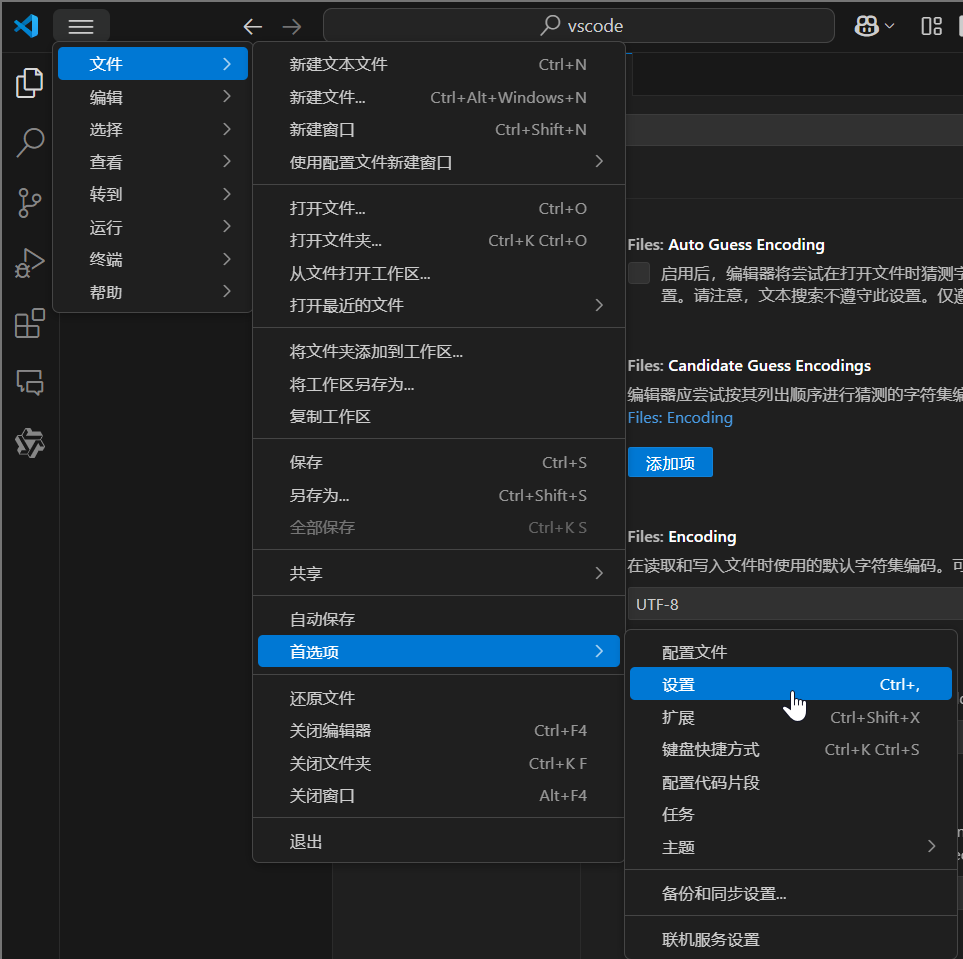 vscode
文件
编辑
选择
查看
转到
运行
终端
帮助
新建文本文件 Ctrl+N
新建文件... Ctrl+Alt+Windows+N
新建窗口 Ctrl+Shift+N
使用配置文件新建窗口
打开文件... Ctrl+O
打开文件夹... Ctrl+K Ctrl+O
从文件打开工作区...
打开最近的文件
将文件夹添加到工作区...
将工作区另存为...
复制工作区
保存 Ctrl+S
另存为... Ctrl+Shift+S
全部保存 Ctrl+K S
共享
自动保存
首选项
还原文件
关闭编辑器 Ctrl+F4
关闭文件夹 Ctrl+K F
关闭窗口 Alt+F4
退出
Files: Auto Guess Encoding
启用后，编辑器将尝试在打开文件时猜测字
置。请注意，文本搜索不遵守此设置。仅遵
Files: Candidate Guess Encodings
编辑器应尝试按其列出顺序进行猜测的字符集编
Files: Encoding
添加项
Files: Encoding
在读取和写入文件时使用的默认字符集编码。可
UTF-8
配置文件
设置 Ctrl+,
扩展 Ctrl+Shift+X
键盘快捷方式 Ctrl+K Ctrl+S
配置代码片段
任务
主题
备份和同步设置...
联机服务设置